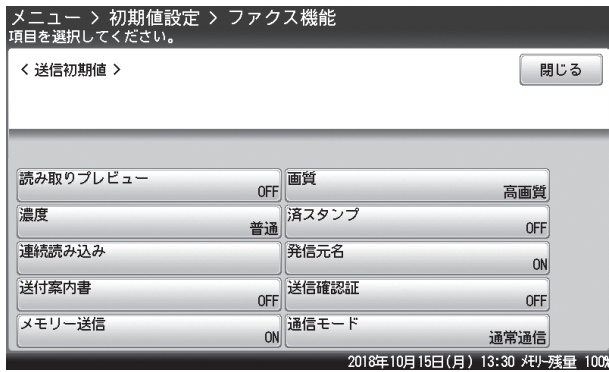 メニュー > 初期値設定 > ファクス機能
項目を選択してください。
< 送信初期値 >
閉じる
読み取りプレビュー OFF
画質 高画質
濃度 普通
済スタンプ OFF
連続読み込み
発信元名 ON
送付案内書 OFF
送信確認証 OFF
メモリー送信 ON
通信モード 通常通信
2018年10月15日(月) 13:30 メモリー残量 100%